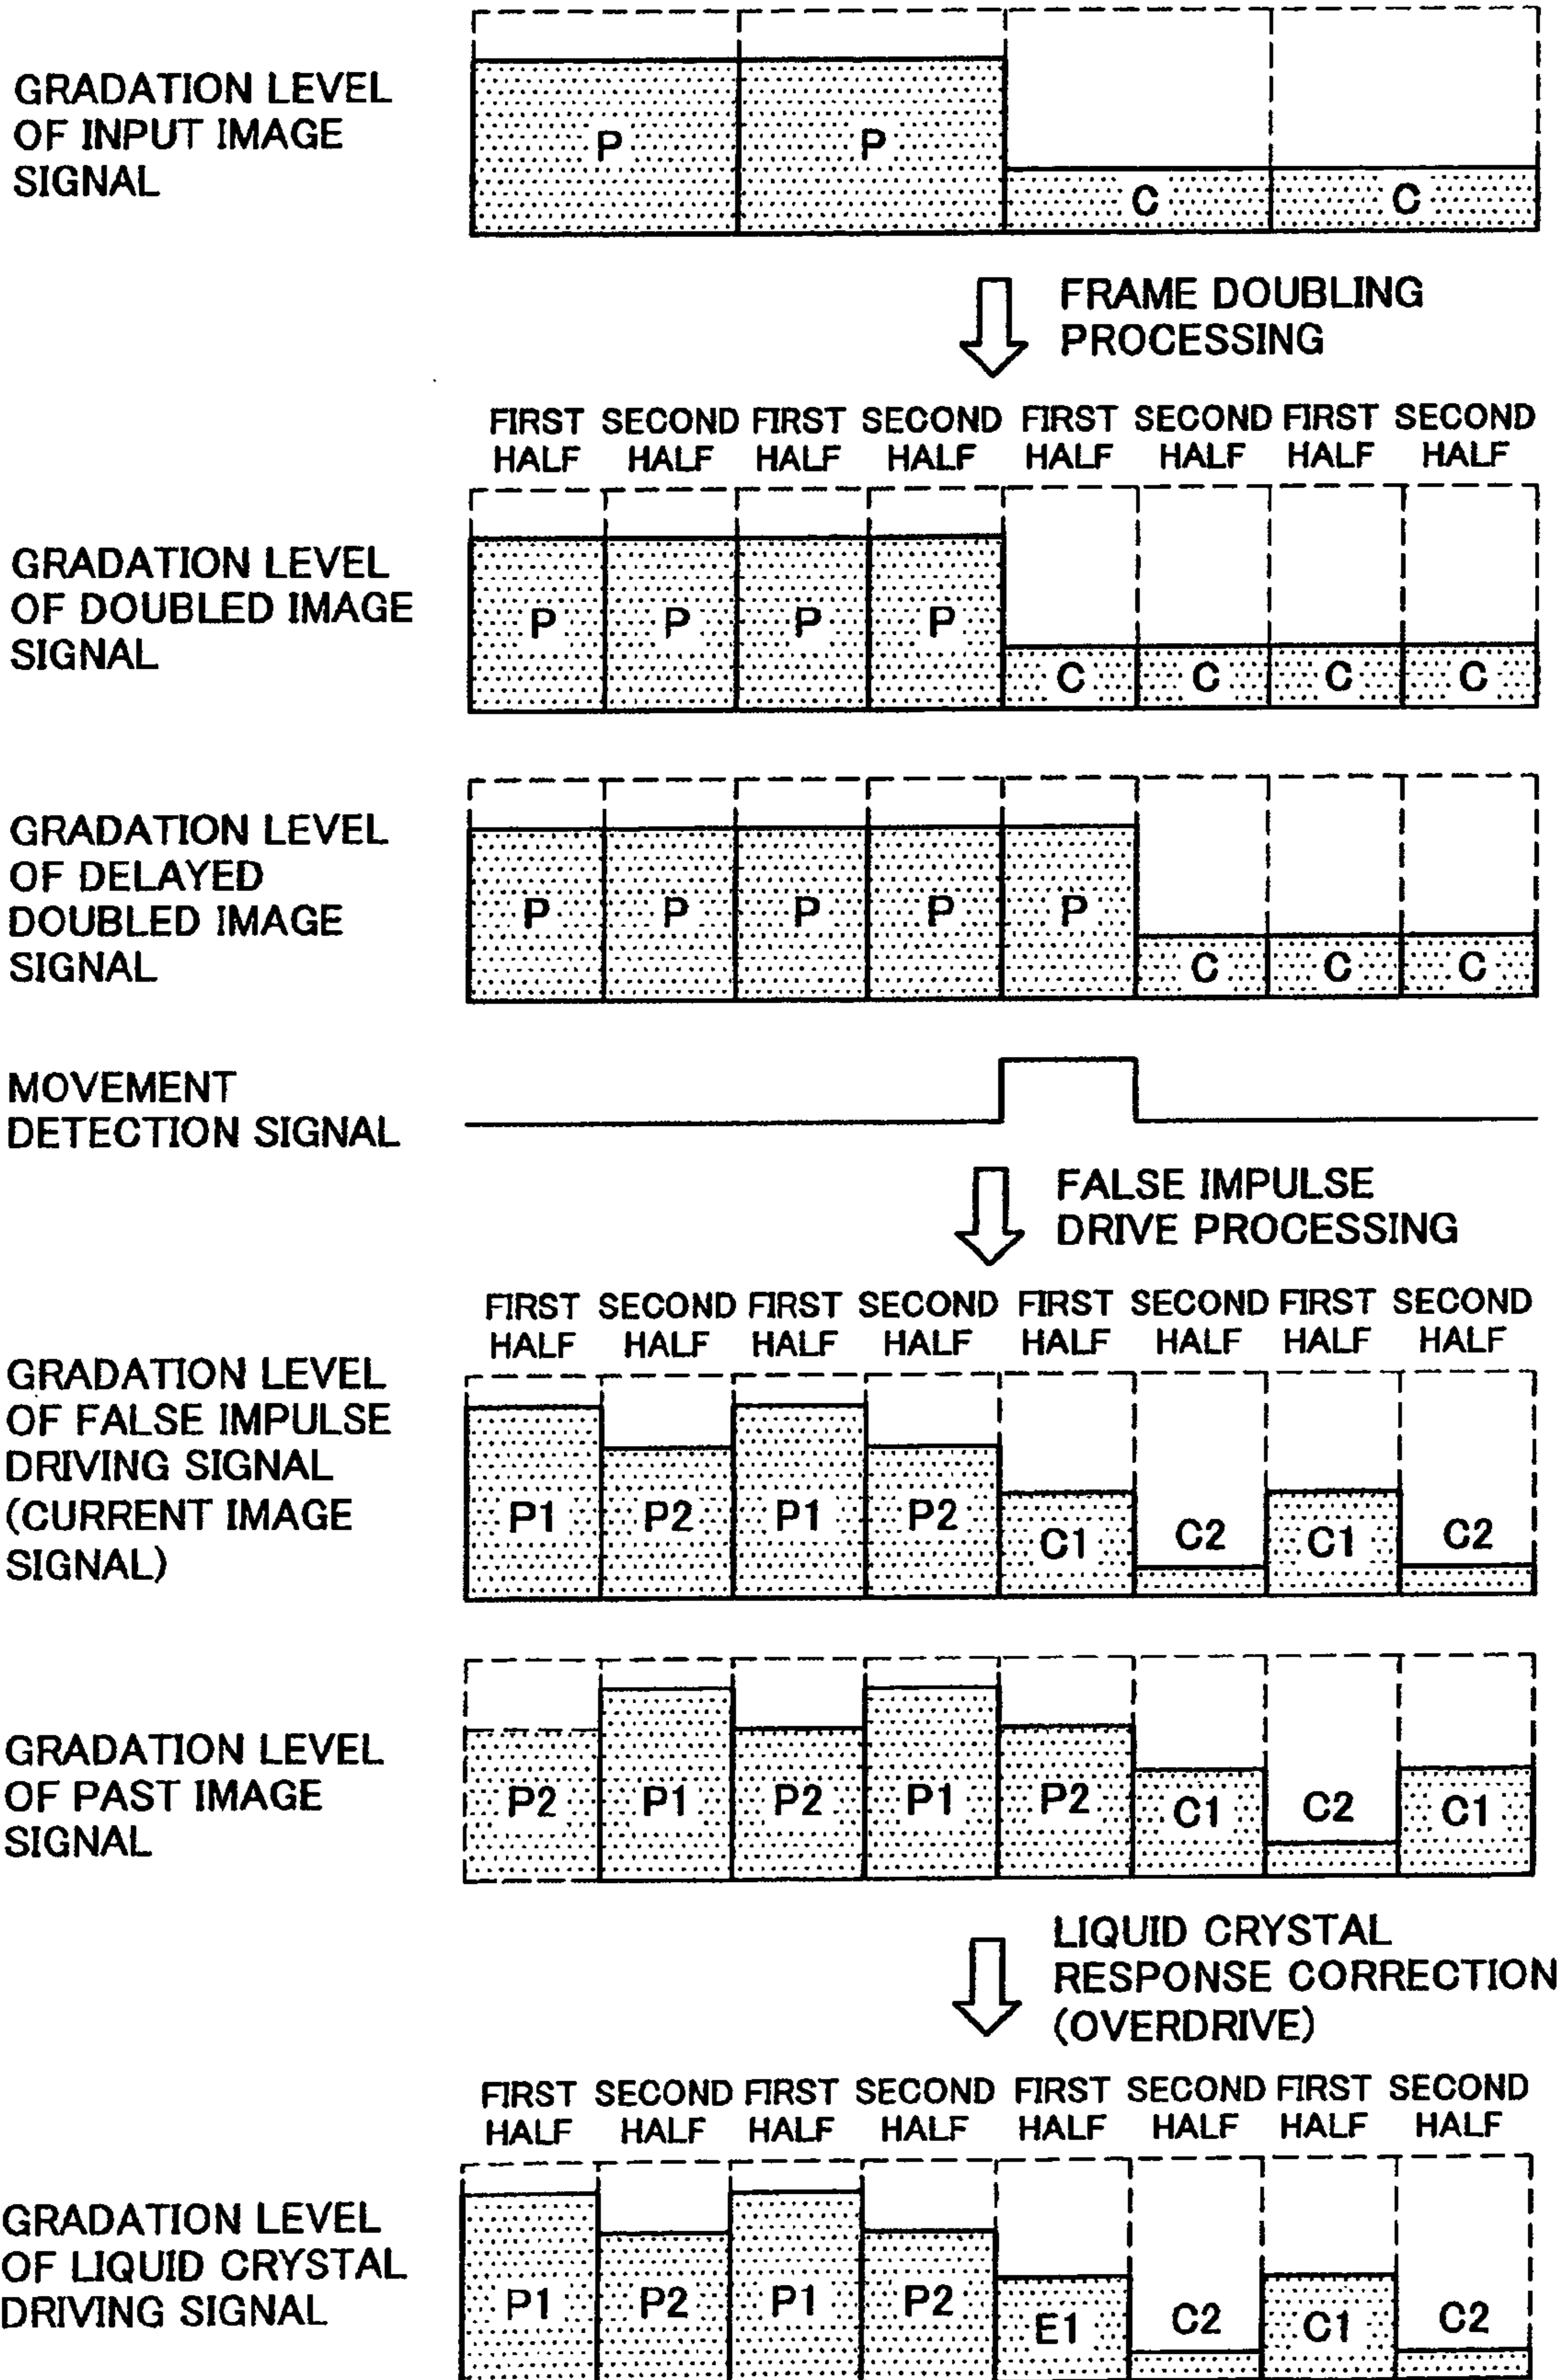 GRADATION LEVEL
OF INPUT IMAGE
SIGNAL
P P C C
FRAME DOUBLING
PROCESSING
FIRST SECOND FIRST SECOND FIRST SECOND FIRST SECOND
HALF HALF HALF HALF HALF HALF HALF HALF
GRADATION LEVEL
OF DOUBLED IMAGE
SIGNAL
P P P P C C C C
GRADATION LEVEL
OF DELAYED
DOUBLED IMAGE
SIGNAL
P P P P P C C C
MOVEMENT
DETECTION SIGNAL
FALSE IMPULSE
DRIVE PROCESSING
FIRST SECOND FIRST SECOND FIRST SECOND FIRST SECOND
HALF HALF HALF HALF HALF HALF HALF HALF
GRADATION LEVEL
OF FALSE IMPULSE
DRIVING SIGNAL
(CURRENT IMAGE
SIGNAL)
P1 P2 P1 P2 C1 C2 C1 C2
GRADATION LEVEL
OF PAST IMAGE
SIGNAL
P2 P1 P2 P1 P2 C1 C2 C1
LIQUID CRYSTAL
RESPONSE CORRECTION
(OVERDRIVE)
FIRST SECOND FIRST SECOND FIRST SECOND FIRST SECOND
HALF HALF HALF HALF HALF HALF HALF HALF
GRADATION LEVEL
OF LIQUID CRYSTAL
DRIVING SIGNAL
P1 P2 P1 P2 E1 C2 C1 C2